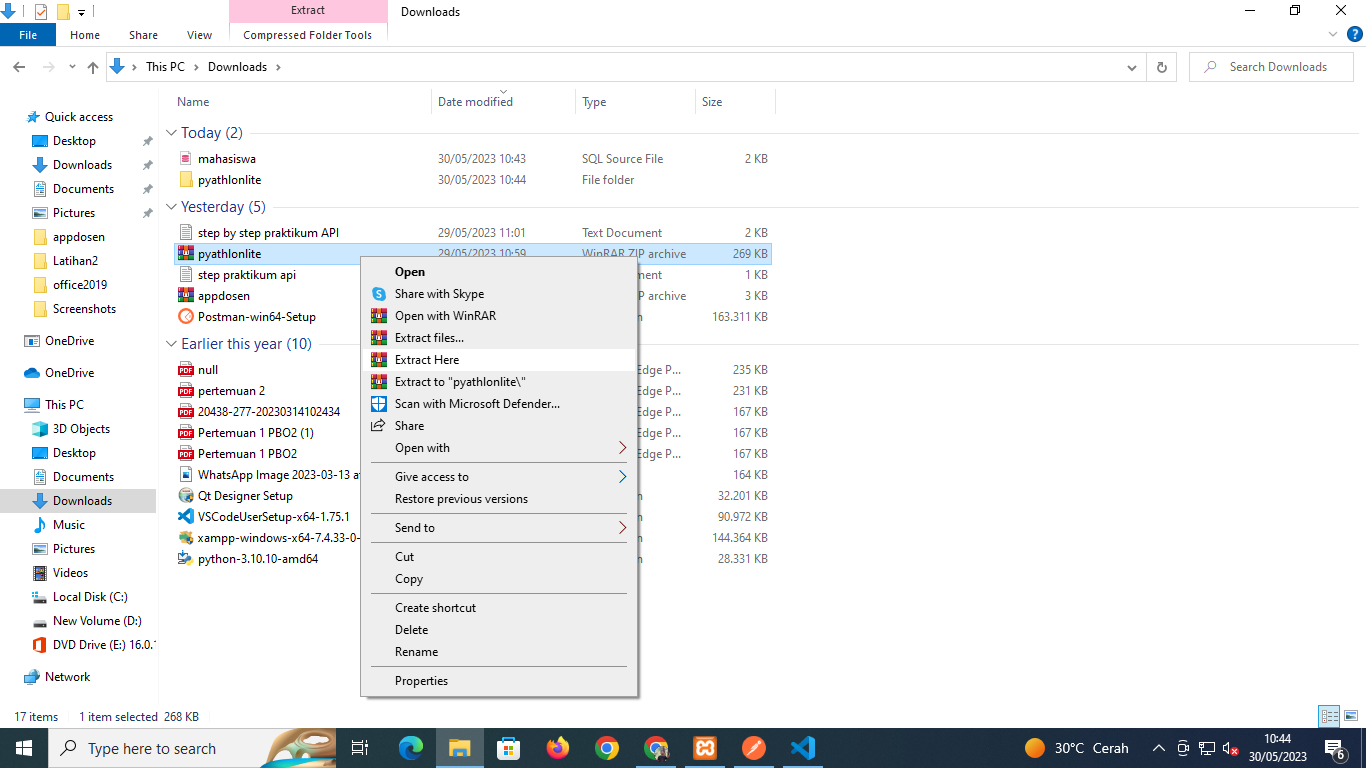 Extract
Downloads
File
Home
Share
View
Compressed Folder Tools
This PC
Downloads
Search Downloads
Name
Date modified
Type
Size
Quick access
Desktop
Downloads
Documents
Pictures
appdosen
Latihan2
office2019
Screenshots
OneDrive
OneDrive
This PC
3D Objects
Desktop
Documents
Downloads
Music
Pictures
Videos
Local Disk (C:)
New Volume (D:)
DVD Drive (E:) 16.0.1
Network
Today (2)
mahasiswa 30/05/2023 10:43 SQL Source File 2 KB
pyathlonlite 30/05/2023 10:44 File folder
Yesterday (5)
step by step praktikum API 29/05/2023 11:01 Text Document 2 KB
pyathlonlite 29/05/2023 10:59 WinRAR ZIP archive 269 KB
step praktikum api ment 1 KB
appdosen P archive 3 KB
Postman-win64-Setup n 163.311 KB
Earlier this year (10)
null Edge P... 235 KB
pertemuan 2 Edge P... 231 KB
20438-277-20230314102434 Edge P... 167 KB
Pertemuan 1 PBO2 (1) Edge P... 167 KB
Pertemuan 1 PBO2 Edge P... 167 KB
WhatsApp Image 2023-03-13 at 164 KB
Qt Designer Setup n 32.201 KB
VSCodeUserSetup-x64-1.75.1 n 90.972 KB
xampp-windows-x64-7.4.33-0- n 144.364 KB
python-3.10.10-amd64 n 28.331 KB
Open
Share with Skype
Open with WinRAR
Extract files...
Extract Here
Extract to "pyathlonlite\"
Scan with Microsoft Defender...
Share
Open with
Give access to
Restore previous versions
Send to
Cut
Copy
Create shortcut
Delete
Rename
Properties
17 items 1 item selected 268 KB
Type here to search
30°C Cerah
10:44
30/05/2023
6